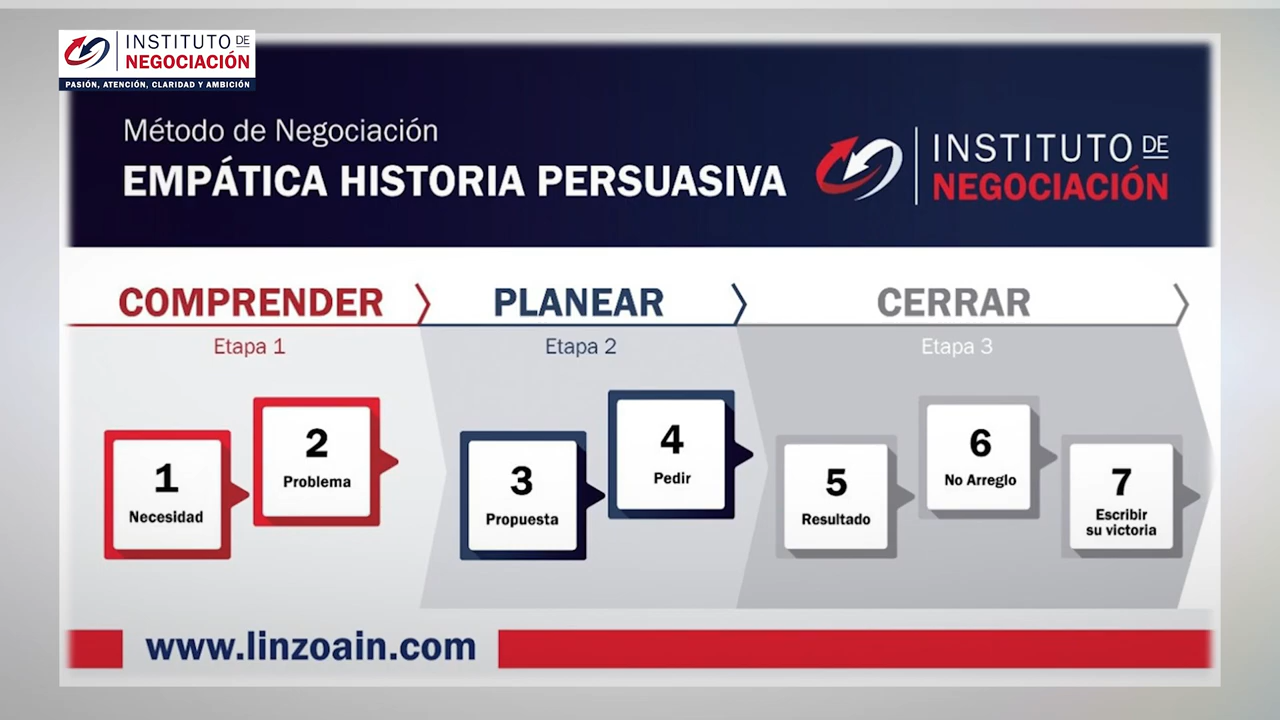 INSTITUTO DE
NEGOCIACIÓN
PASIÓN, ATENCIÓN, CLARIDAD Y AMBICIÓN
Método de Negociación
EMPÁTICA HISTORIA PERSUASIVA
INSTITUTO DE
NEGOCIACIÓN
COMPRENDER
PLANEAR
CERRAR
Etapa 1
Etapa 2
Etapa 3
1
Necesidad
2
Problema
3
Propuesta
4
Pedir
5
Resultado
6
No Arreglo
7
Escribir
su victoria
www.linzoain.com